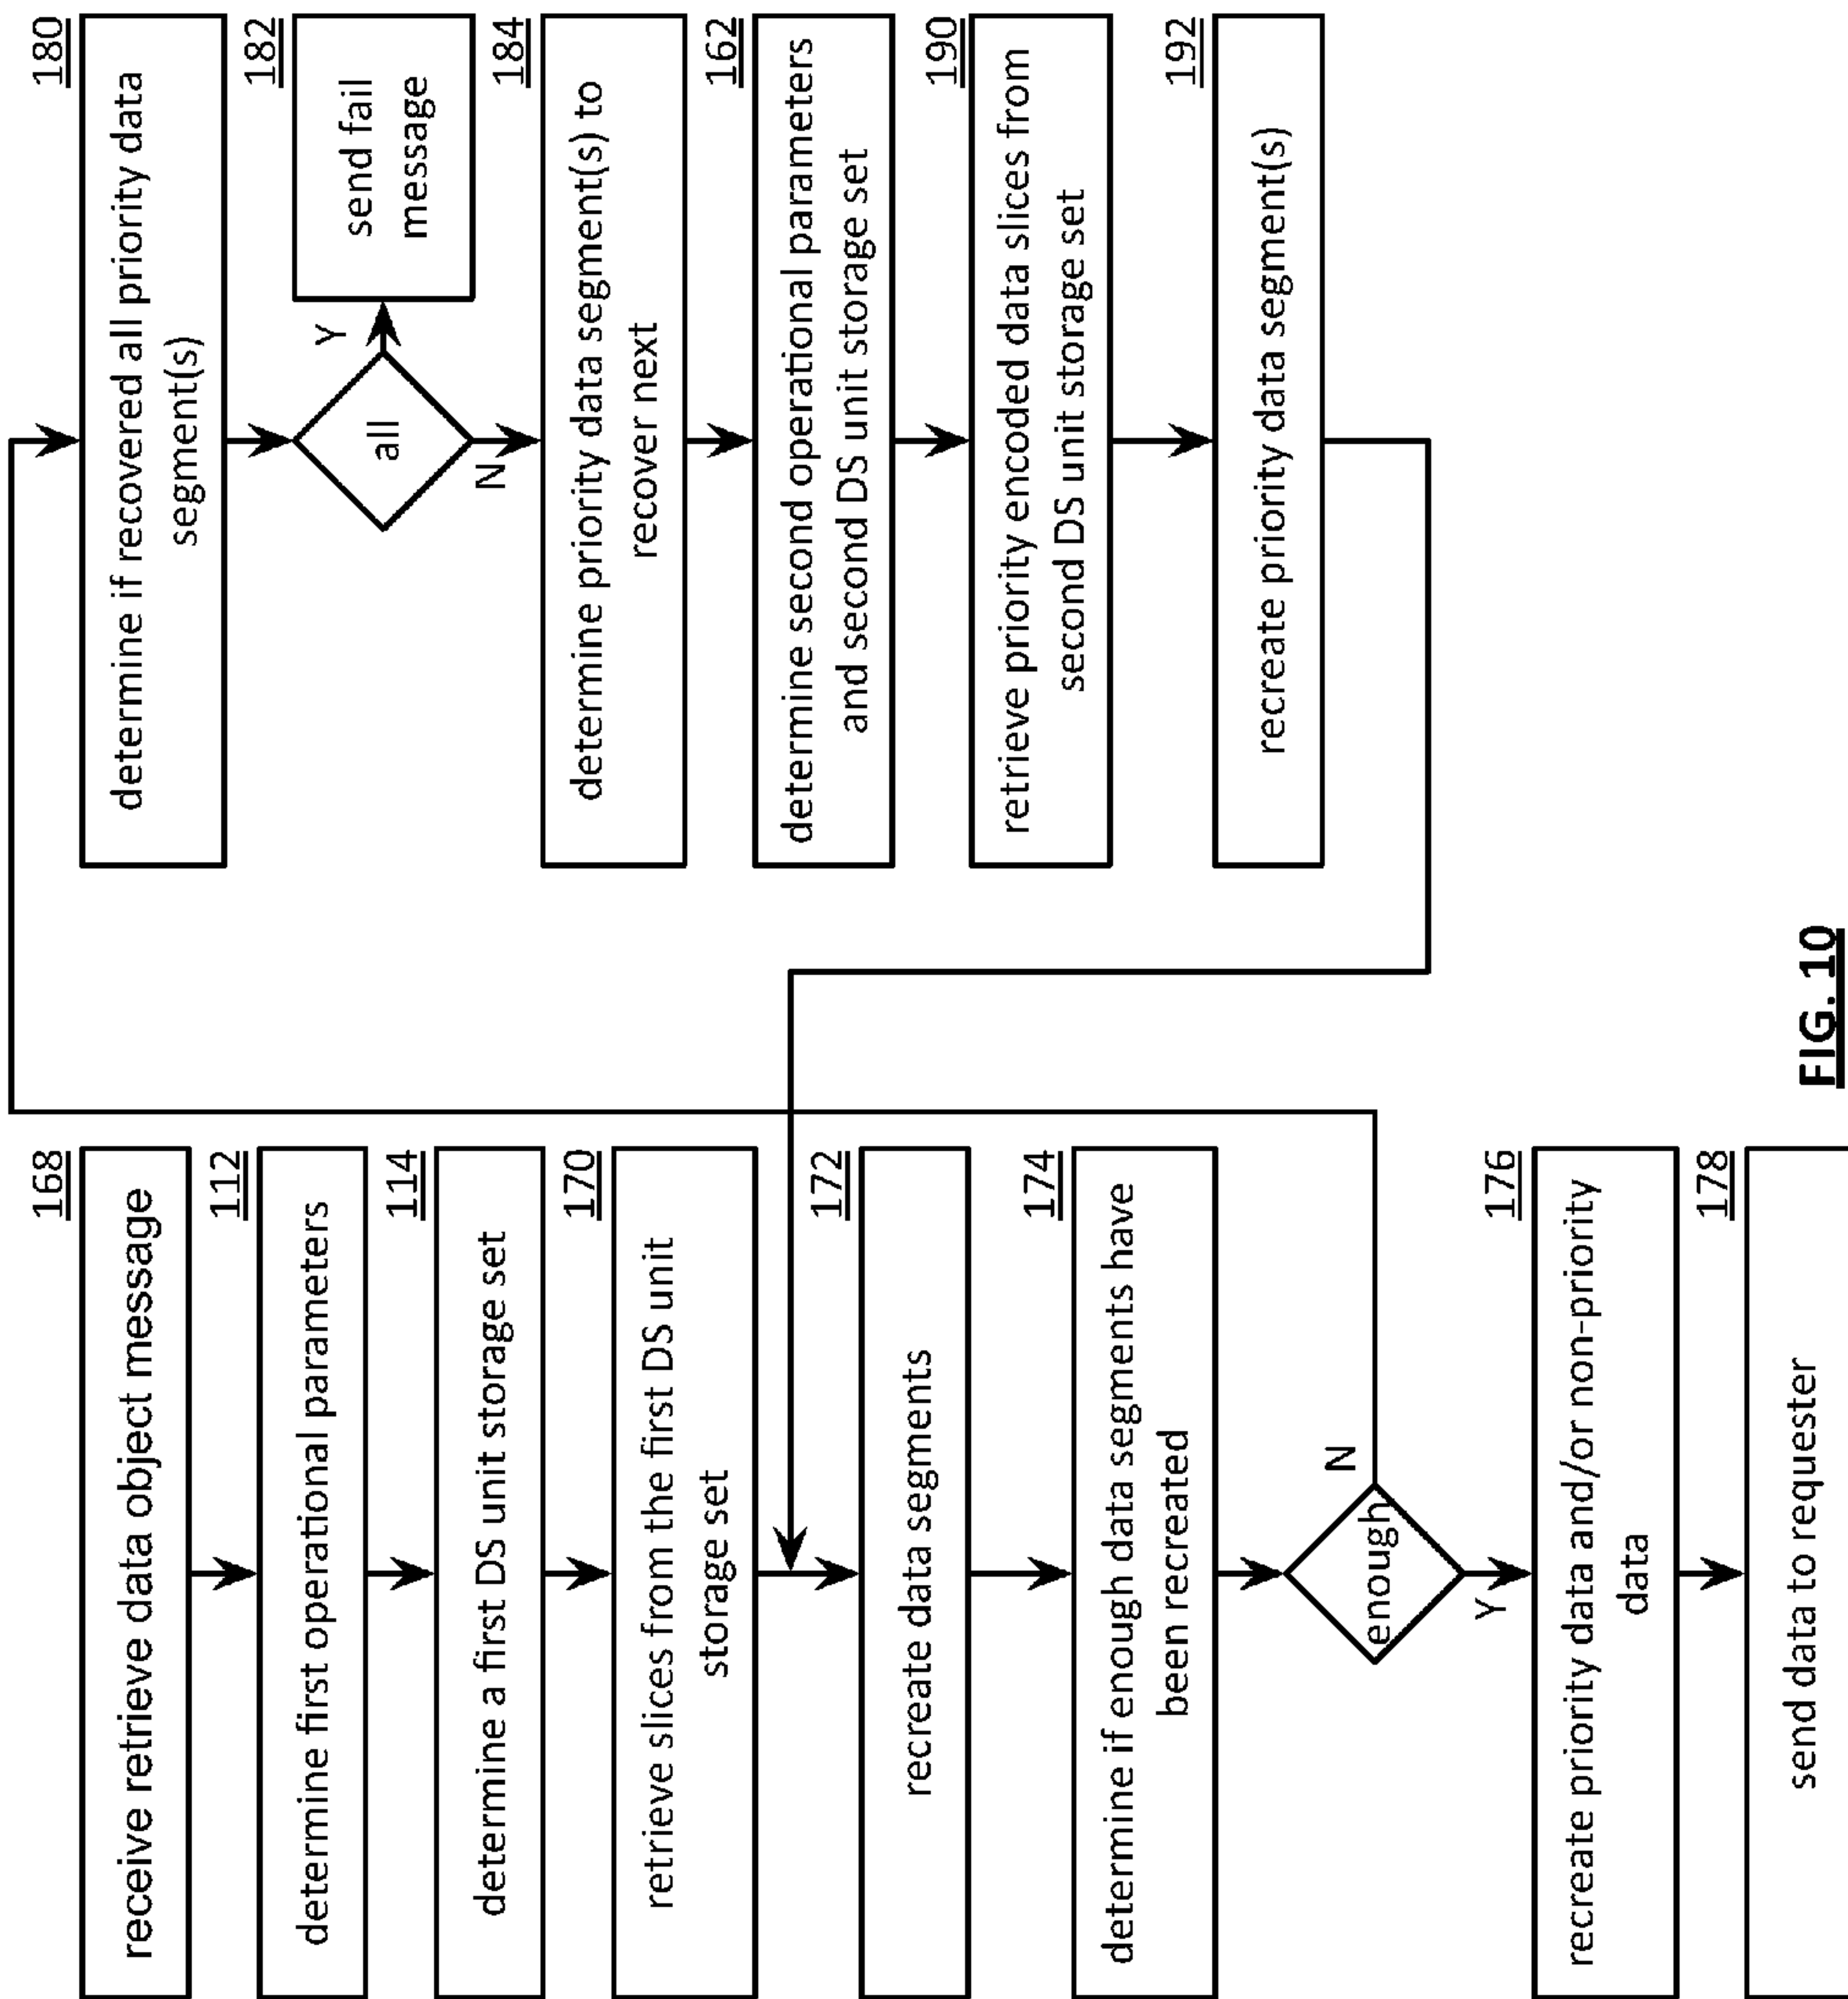 168
receive retrieve data object message
112
determine first operational parameters
114
determine a first DS unit storage set
170
retrieve slices from the first DS unit
storage set
172
recreate data segments
174
determine if enough data segments have
been recreated
enough
N
Y
176
recreate priority data and/or non-priority
data
178
send data to requester
180
determine if recovered all priority data
segment(s)
all
Y
N
182
send fail
message
184
determine priority data segment(s) to
recover next
162
determine second operational parameters
and second DS unit storage set
190
retrieve priority encoded data slices from
second DS unit storage set
192
recreate priority data segment(s)
FIG. 10